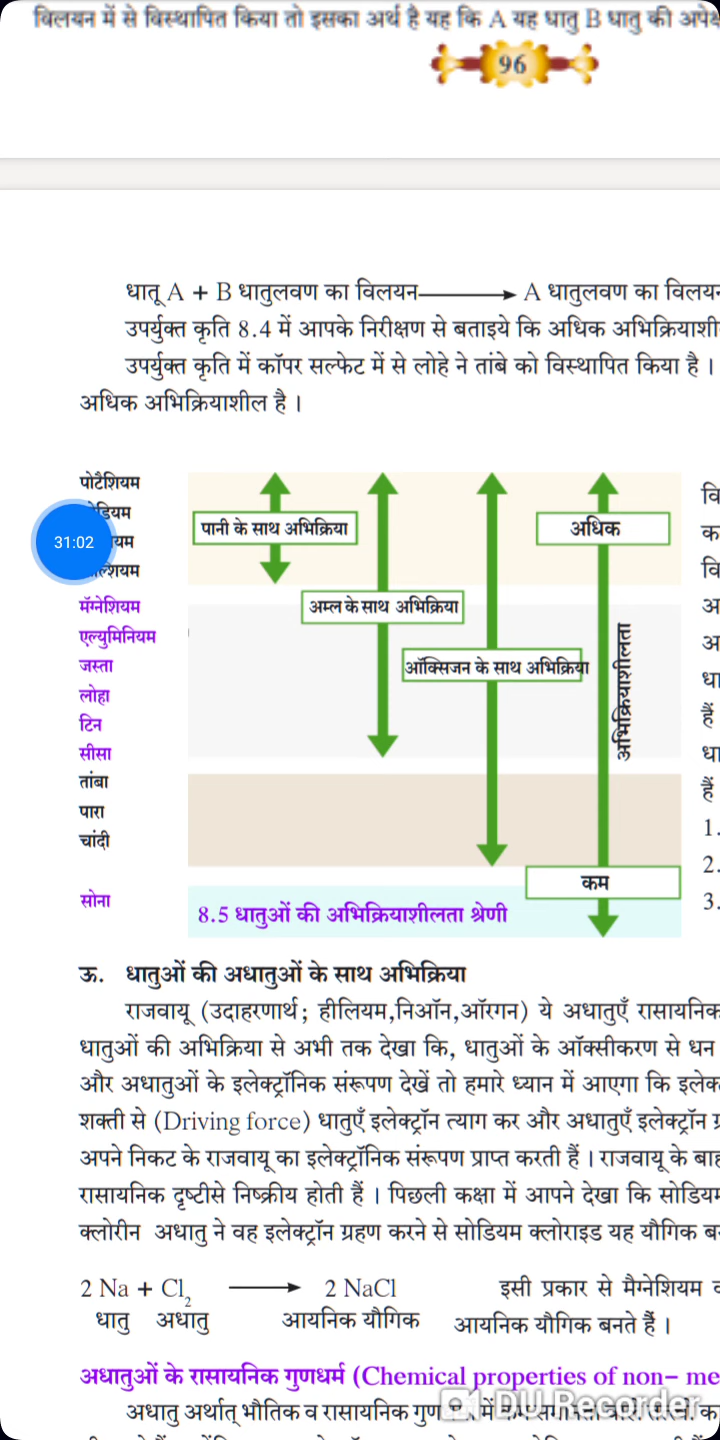 विलयन में से विस्थापित किया तो इसका अर्थ है यह कि A यह धातु B धातु की
96
धातू A + B धातुलवण का विलयन → A धातुलवण का
उपर्युक्त कृति 8.4 में आपके निरीक्षण से बताइये कि अधिक
उपर्युक्त कृति में कॉपर सल्फेट में से लोहे ने तांबे को विस्थापित किया है ।
अधिक अभिक्रियाशील है ।
पोटैशियम
पानी के साथ अभिक्रिया
अधिक
31:02
मॅग्नेशियम
अम्ल के साथ अभिक्रिया
एल्युमिनियम
जस्ता
ऑक्सिजन के साथ अभिक्रिया
अभिक्रियाशीलता
लोहा
टिन
सीसा
तांबा
पारा
चांदी
1.
2.
3.
कम
सोना
8.5 धातुओं की अभिक्रियाशीलता श्रेणी
ऊ. धातुओं की अधातुओं के साथ अभिक्रिया
राजवायू (उदाहरणार्थ; हीलियम,निऑन,ऑरगन) ये अधातुएँ
धातुओं की अभिक्रिया से अभी तक देखा कि, धातुओं के ऑक्सीकरण से धन
और अधातुओं के इलेक्ट्रॉनिक संरूपण देखें तो हमारे ध्यान में आएगा कि
शक्ती से (Driving force) धातुएँ इलेक्ट्रॉन त्याग कर और अधातुएँ इलेक्ट्रॉन
अपने निकट के राजवायू का इलेक्ट्रॉनिक संरूपण प्राप्त करती हैं । राजवायू के
रासायनिक दृष्टीसे निष्क्रीय होती हैं । पिछली कक्षा में आपने देखा कि
क्लोरीन अधातु ने वह इलेक्ट्रॉन ग्रहण करने से सोडियम क्लोराइड यह यौगिक
2 Na + Cl₂ → 2 NaCl इसी प्रकार से मैग्नेशियम
धातु अधातु आयनिक यौगिक आयनिक यौगिक बनते हैं ।
अधातुओं के रासायनिक गुणधर्म (Chemical properties of non− me
अधातु अर्थात् भौतिक व रासायनिक
DU Recorder